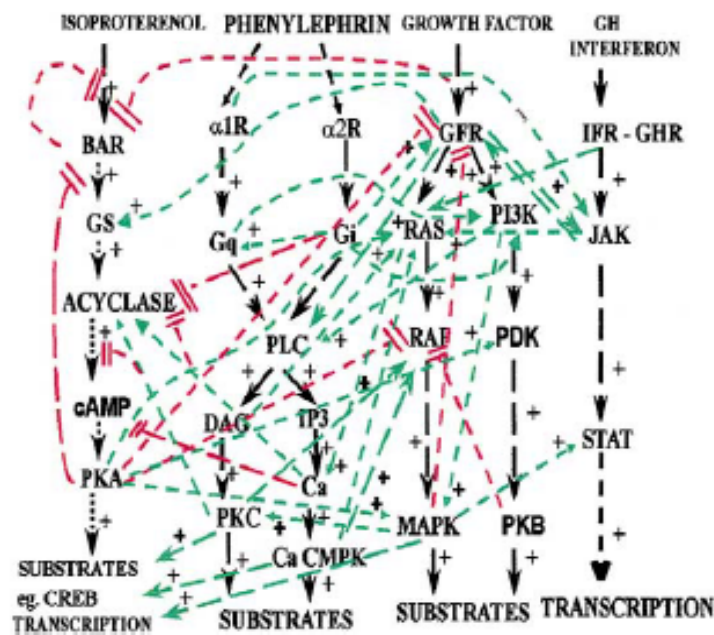 ISOPROTERENOL PHENYLEPHRIN GROWTH FACTOR GH
INTERFERON
BAR α1R α2R GFR IFR - GHR
GS Gq Gi RAS PI3K JAK
ACYCLASE PLC RAF PDK
cAMP DAG IP3 STAT
PKA Ca
PKC MAPK PKB
SUBSTRATES Ca CMPK
eg. CREB
TRANSCRIPTION SUBSTRATES SUBSTRATES TRANSCRIPTION